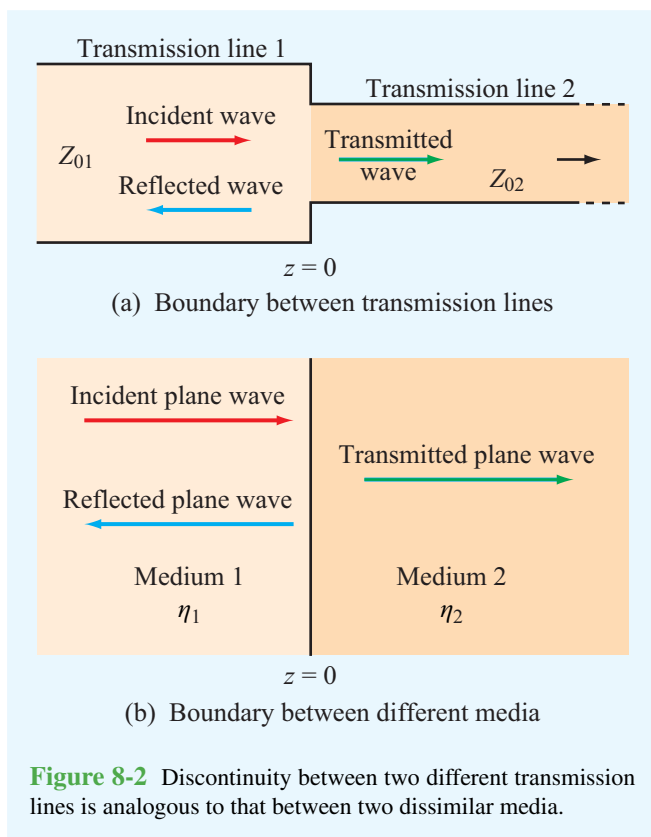 Transmission line 1
Transmission line 2
Incident wave
Z01
Reflected wave
Transmitted
wave
Z02
z = 0
(a) Boundary between transmission lines
Incident plane wave
Transmitted plane wave
Reflected plane wave
Medium 1
η1
Medium 2
η2
z = 0
(b) Boundary between different media
Figure 8-2 Discontinuity between two different transmission
lines is analogous to that between two dissimilar media.